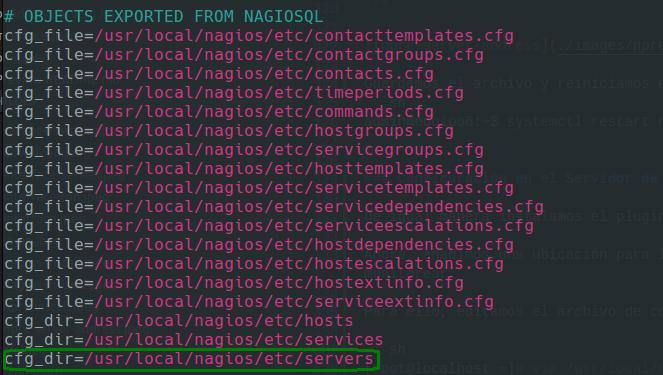 # OBJECTS EXPORTED FROM NAGIOSQL
cfg_file=/usr/local/nagios/etc/contacttemplates.cfg
cfg_file=/usr/local/nagios/etc/contactgroups.cfg
cfg_file=/usr/local/nagios/etc/contacts.cfg
cfg_file=/usr/local/nagios/etc/timeperiods.cfg
cfg_file=/usr/local/nagios/etc/commands.cfg
cfg_file=/usr/local/nagios/etc/hostgroups.cfg
cfg_file=/usr/local/nagios/etc/servicegroups.cfg
cfg_file=/usr/local/nagios/etc/hosttemplates.cfg
cfg_file=/usr/local/nagios/etc/servicetemplates.cfg
cfg_file=/usr/local/nagios/etc/servicedependencies.cfg
cfg_file=/usr/local/nagios/etc/serviceescalations.cfg
cfg_file=/usr/local/nagios/etc/hostdependencies.cfg
cfg_file=/usr/local/nagios/etc/hostescalations.cfg
cfg_file=/usr/local/nagios/etc/hostextinfo.cfg
cfg_file=/usr/local/nagios/etc/serviceextinfo.cfg
cfg_dir=/usr/local/nagios/etc/hosts
cfg_dir=/usr/local/nagios/etc/services
cfg_dir=/usr/local/nagios/etc/servers